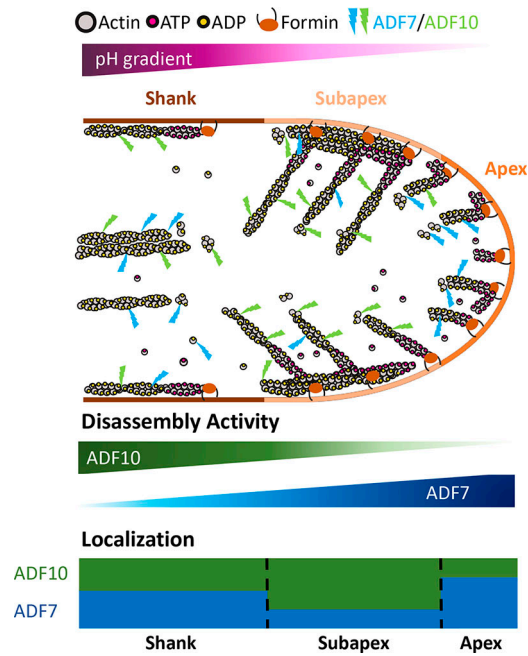 Actin ATP ADP Formin ADF7/ADF10
pH gradient
Shank Subapex
Apex
Disassembly Activity
ADF10
ADF7
Localization
ADF10
ADF7
Shank Subapex Apex